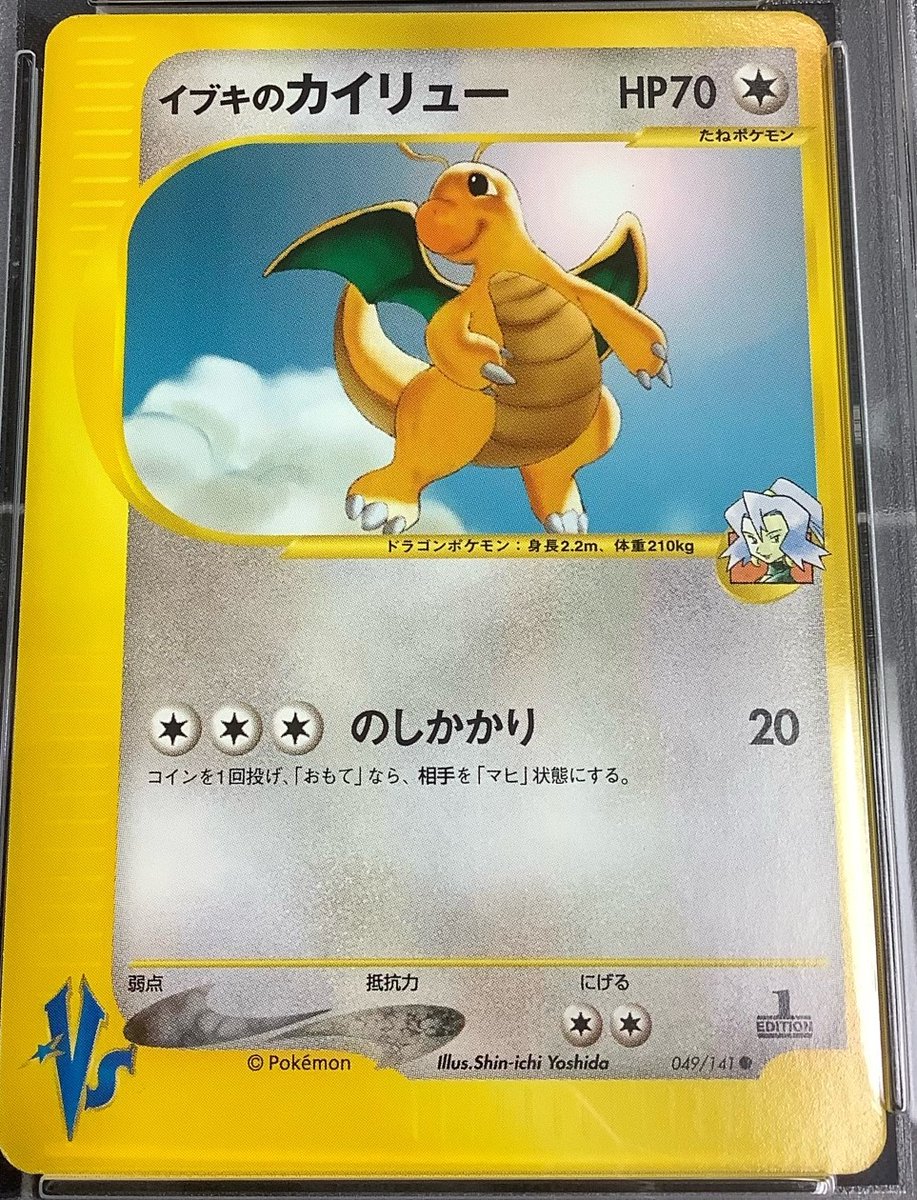 イブキのカイリュー HP70
たねポケモン
ドラゴンポケモン：身長2.2m、体重210kg
のしかかり 20
コインを1回投げ、「おもて」なら、相手を「マヒ」状態にする。
弱点 抵抗力 にげる
1
EDITION
VS
© Pokémon Illus.Shin-ichi Yoshida 049/141